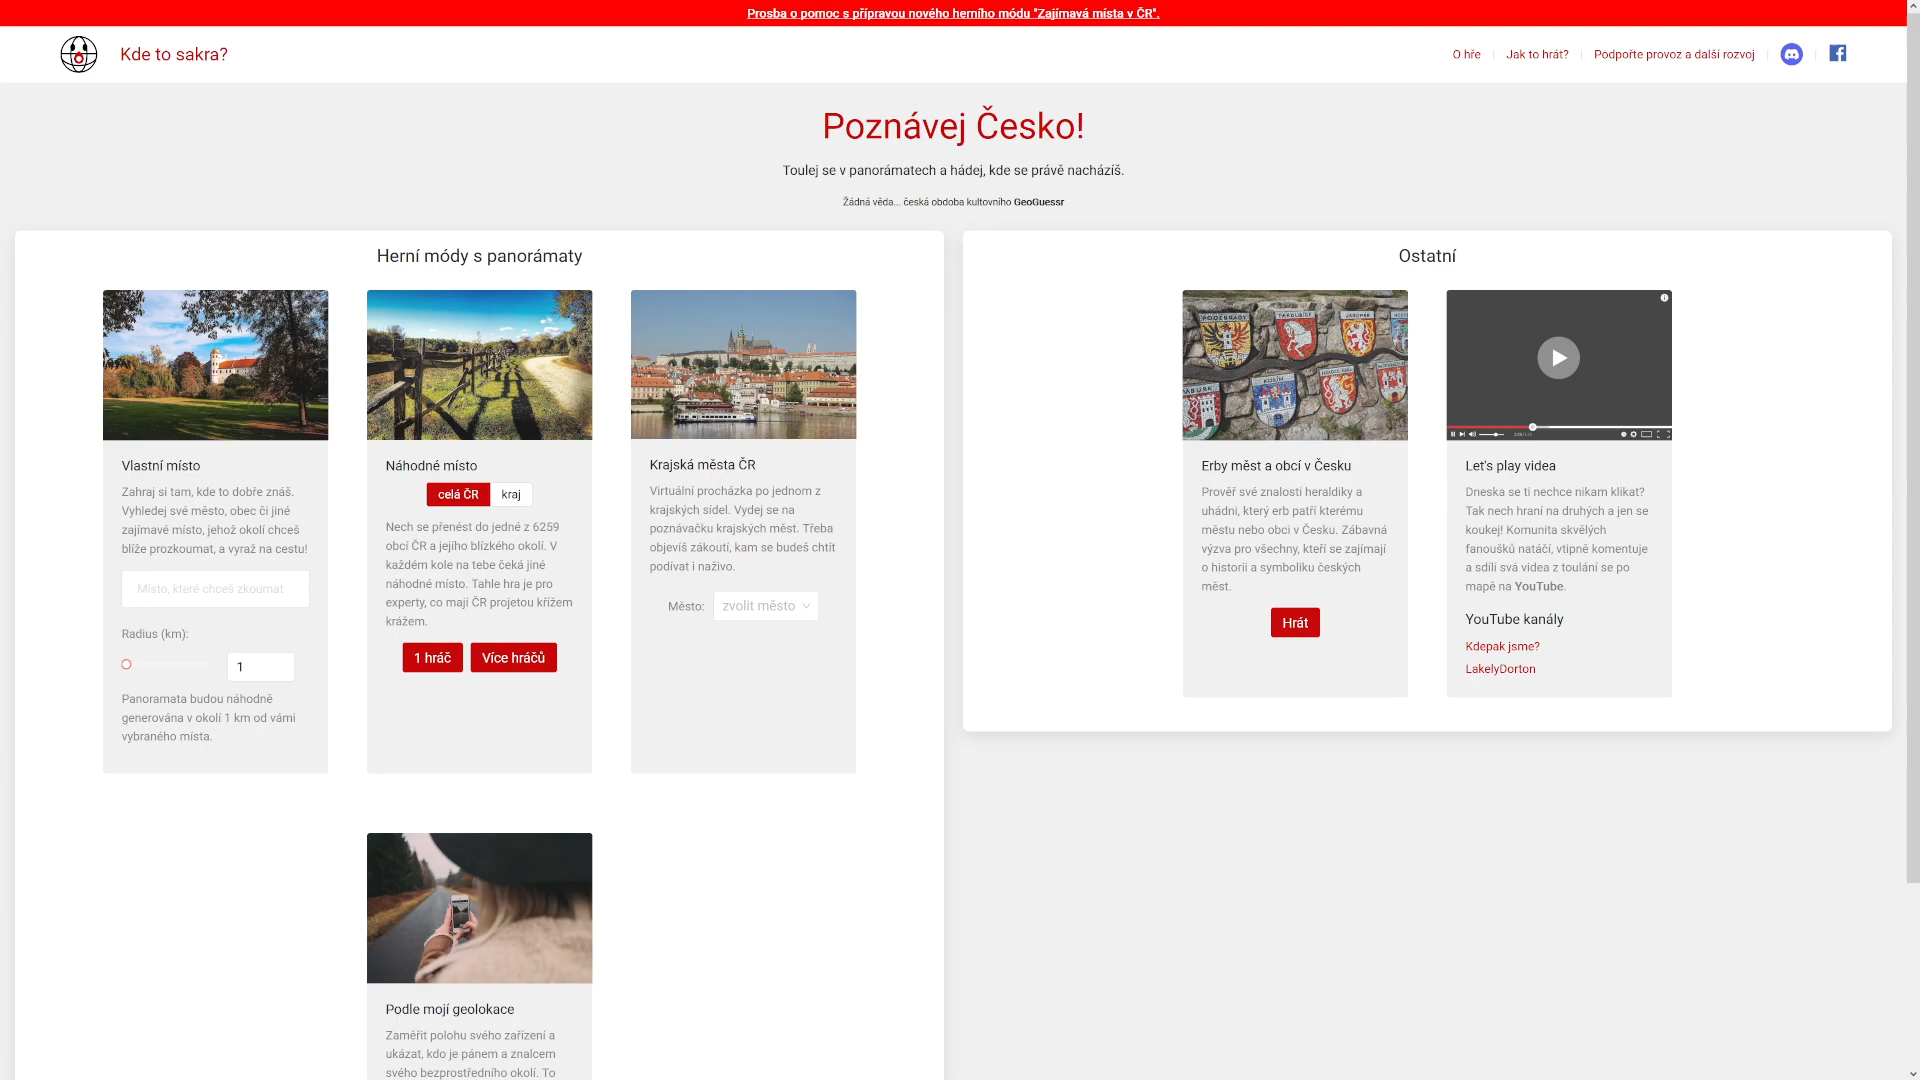 Prosba o pomoc s přípravou nového herního módu "Zajímavá místa v ČR".
Kde to sakra?
O hře
Jak to hrát?
Podpořte provoz a další rozvoj
Poznávej Česko!
Toulej se v panorámatech a hádej, kde se právě nacházíš.
Žádná věda... česká obdoba kultovního GeoGuessr
Herní módy s panorámaty
Vlastní místo
Zahraj si tam, kde to dobře znáš.
Vyhledej své město, obec či jiné
zajímavé místo, jehož okolí chceš
blíže prozkoumat, a vyraž na cestu!
Místo, které chceš zkoumat
Radius (km):
1
Panoramata budou náhodně
generována v okolí 1 km od vámi
vybraného místa.
Náhodné místo
celá ČR
kraj
Nech se přenést do jedné z 6259
obcí ČR a jejího blízkého okolí. V
každém kole na tebe čeká jiné
náhodné místo. Tahle hra je pro
experty, co mají ČR projetou křížem
krážem.
1 hráč
Více hráčů
Krajská města ČR
Virtuální procházka po jednom z
krajských sídel. Vydej se na
poznávačku krajských měst. Třeba
objevíš zákoutí, kam se budeš chtít
podívat i naživo.
Město:
zvolit město
Podle mojí geolokace
Zaměřit polohu svého zařízení a
ukázat, kdo je pánem a znalcem
svého bezprostředního okolí. To
Ostatní
PARDUBICE
JAROMĚŘ
KOLÍN
Erby měst a obcí v Česku
Prověř své znalosti heraldiky a
uhádni, který erb patří kterému
městu nebo obci v Česku. Zábavná
výzva pro všechny, kteří se zajímají
o historii a symboliku českých
měst.
Hrát
Let's play videa
Dneska se ti nechce nikam klikat?
Tak nech hraní na druhých a jen se
koukej! Komunita skvělých
fanoušků natáčí, vtipně komentuje
a sdílí svá videa z toulání se po
mapě na YouTube.
YouTube kanály
Kdepak jsme?
LakelyDorton